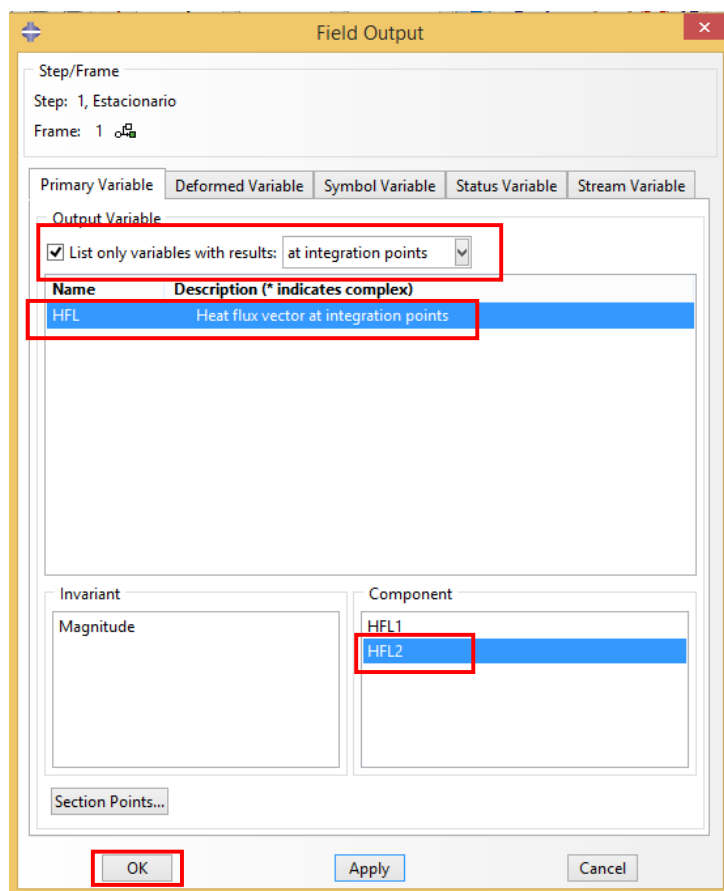 Field Output
Step/Frame
Step: 1, Estacionario
Frame: 1
Primary Variable Deformed Variable Symbol Variable Status Variable Stream Variable
Output Variable
List only variables with results: at integration points
Name Description (* indicates complex)
HFL Heat flux vector at integration points
Invariant Component
Magnitude HFL1
HFL2
Section Points...
OK Apply Cancel